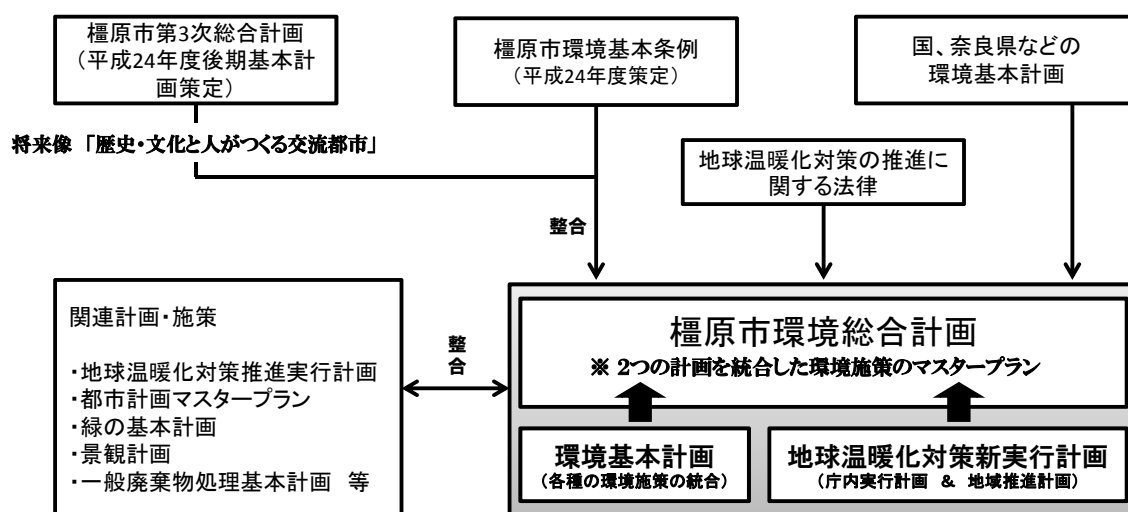 橿原市第3次総合計画
（平成24年度後期基本計
画策定）
橿原市環境基本条例
（平成24年度策定）
国、奈良県などの
環境基本計画
将来像 「歴史・文化と人がつくる交流都市」
地球温暖化対策の推進に
関する法律
整合
関連計画・施策
・地球温暖化対策推進実行計画
・都市計画マスタープラン
・緑の基本計画
・景観計画
・一般廃棄物処理基本計画 等
整
合
橿原市環境総合計画
※ 2つの計画を統合した環境施策のマスタープラン
環境基本計画
（各種の環境施策の統合）
地球温暖化対策新実行計画
（庁内実行計画 & 地域推進計画）